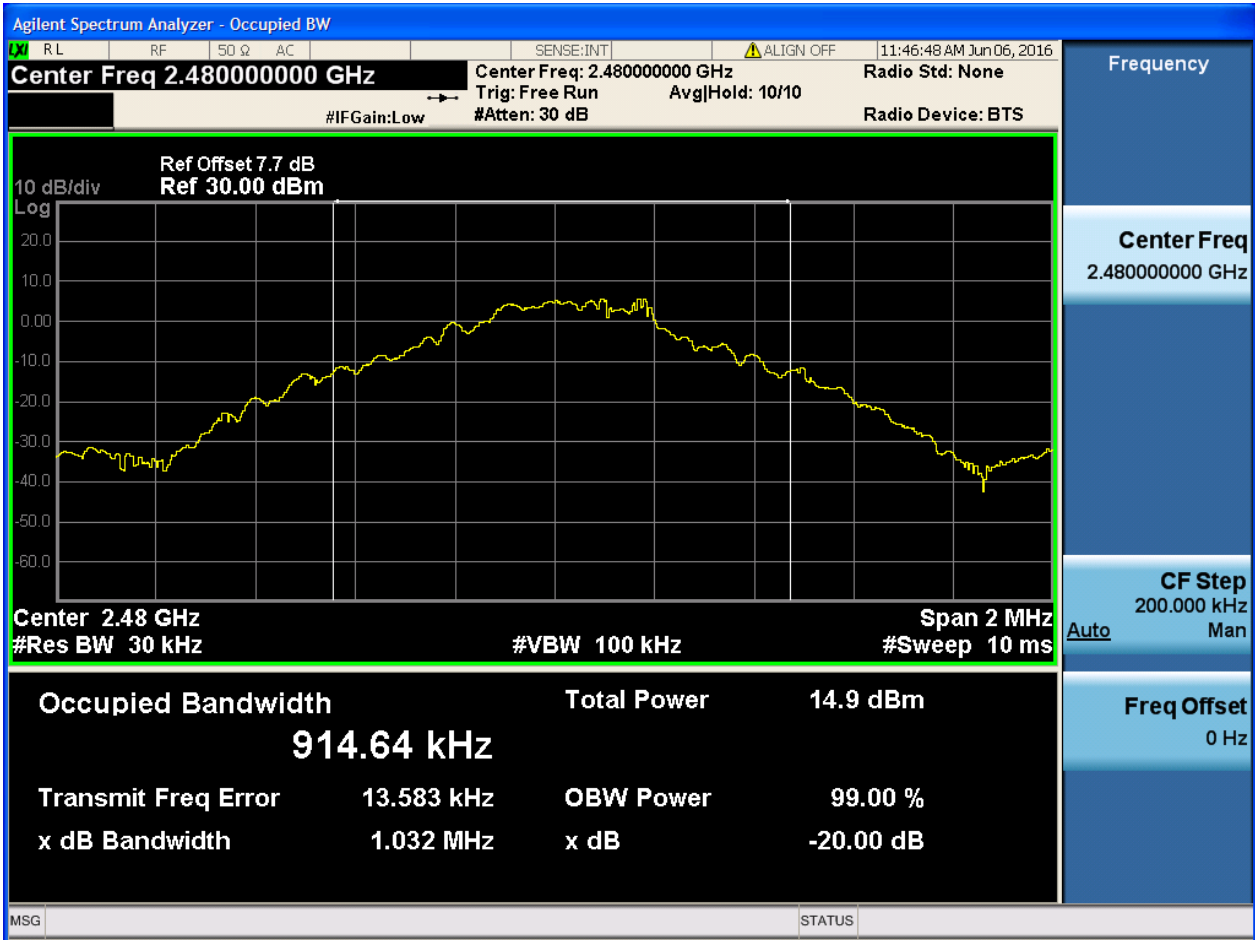 Agilent Spectrum Analyzer - Occupied BW
LXI RL RF 50 Ω AC SENSE:INT ALIGN OFF 11:46:48 AM Jun 06, 2016
Center Freq 2.480000000 GHz
Center Freq: 2.480000000 GHz Radio Std: None
Trig: Free Run Avg|Hold: 10/10
#IFGain:Low #Atten: 30 dB Radio Device: BTS
Frequency
Ref Offset 7.7 dB
10 dB/div Ref 30.00 dBm
Log
20.0
10.0
0.00
-10.0
-20.0
-30.0
-40.0
-50.0
-60.0
Center 2.48 GHz Span 2 MHz
#Res BW 30 kHz #VBW 100 kHz #Sweep 10 ms
Occupied Bandwidth Total Power 14.9 dBm
914.64 kHz
Transmit Freq Error 13.583 kHz OBW Power 99.00 %
x dB Bandwidth 1.032 MHz x dB -20.00 dB
Center Freq
2.480000000 GHz
CF Step
200.000 kHz
Auto Man
Freq Offset
0 Hz
MSG STATUS